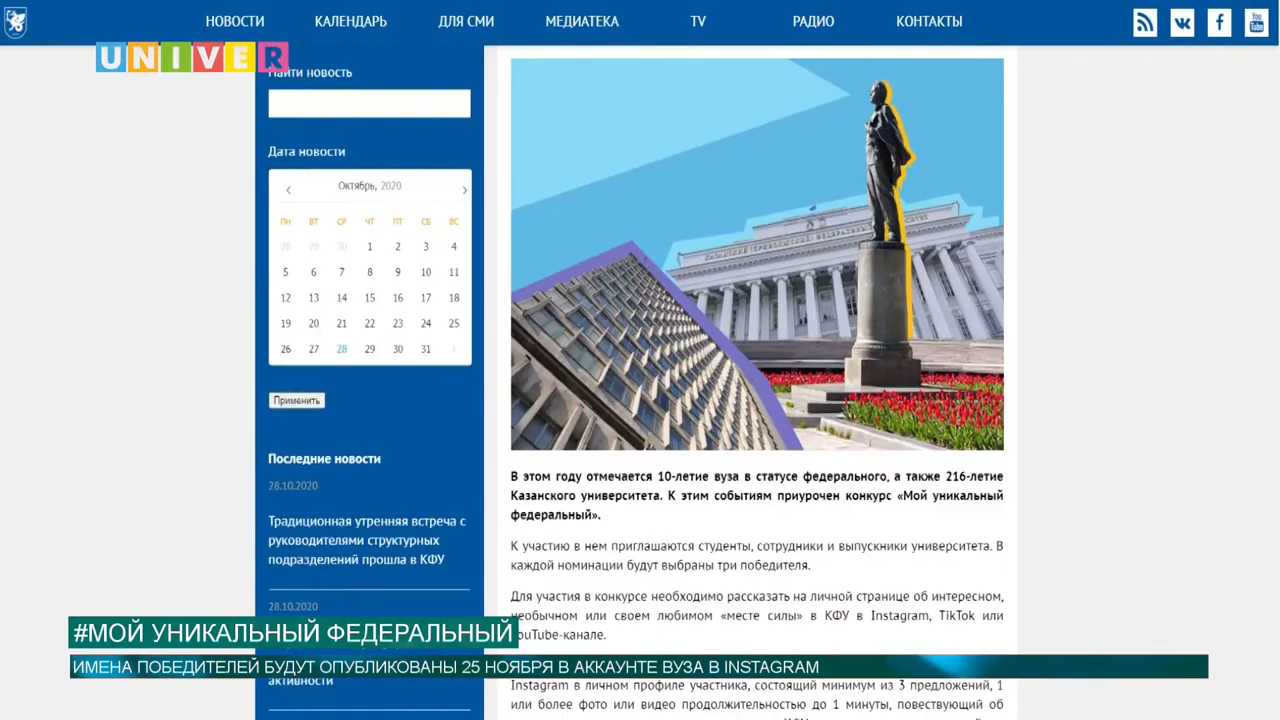 НОВОСТИ КАЛЕНДАРЬ ДЛЯ СМИ МЕДИАТЕКА TV РАДИО КОНТАКТЫ
You
Tube
UNIVER
Найти новость
Дата новости
Октябрь, 2020
ПН ВТ СР ЧТ ПТ СБ ВС
28 29 30 1 2 3 4
5 6 7 8 9 10 11
12 13 14 15 16 17 18
19 20 21 22 23 24 25
26 27 28 29 30 31 1
Применить
Последние новости
28.10.2020
Традиционная утренняя встреча с
руководителями структурных
подразделений прошла в КФУ
28.10.2020
активности
В этом году отмечается 10-летие вуза в статусе федерального, а также 216-летие
Казанского университета. К этим событиям приурочен конкурс «Мой уникальный
федеральный».
К участию в нем приглашаются студенты, сотрудники и выпускники университета. В
каждой номинации будут выбраны три победителя.
Для участия в конкурсе необходимо рассказать на личной странице об интересном,
необычном или своем любимом «месте силы» в КФУ в Instagram, TikTok или
YouTube-канале.
Instagram в личном профиле участника, состоящий минимум из 3 предложений, 1
или более фото или видео продолжительностью до 1 минуты, повествующий об
#МОЙ УНИКАЛЬНЫЙ ФЕДЕРАЛЬНЫЙ
ИМЕНА ПОБЕДИТЕЛЕЙ БУДУТ ОПУБЛИКОВАНЫ 25 НОЯБРЯ В АККАУНТЕ ВУЗА В INSTAGRAM